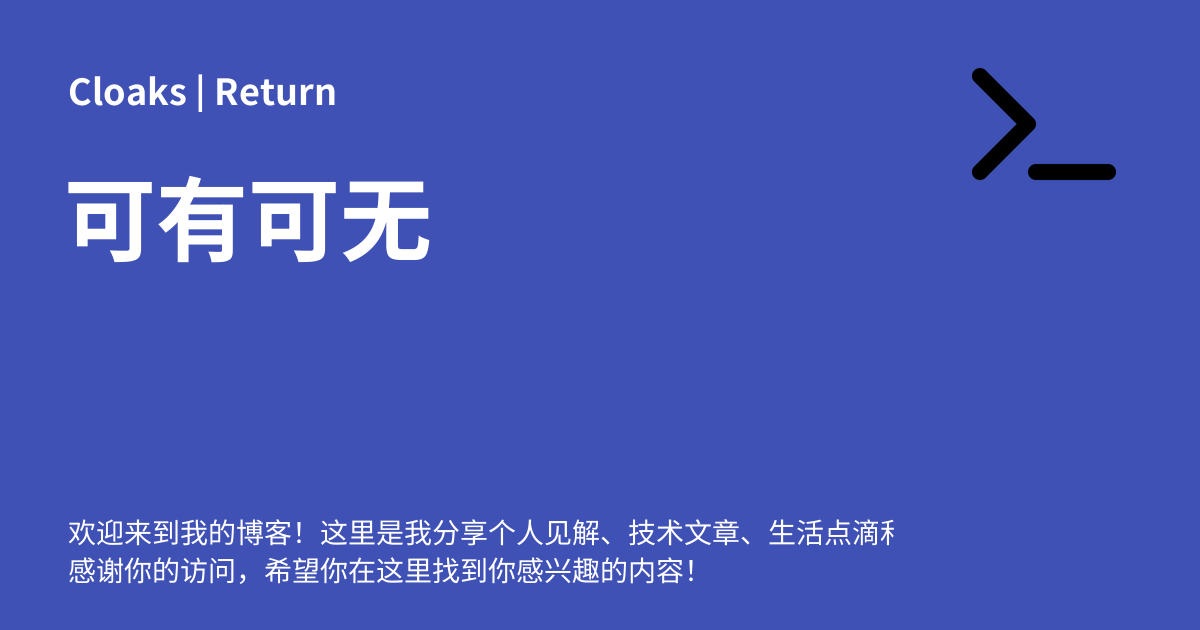 Cloaks | Return
可有可无
欢迎来到我的博客！这里是我分享个人见解、技术文章、生活点滴和
感谢你的访问，希望你在这里找到你感兴趣的内容！